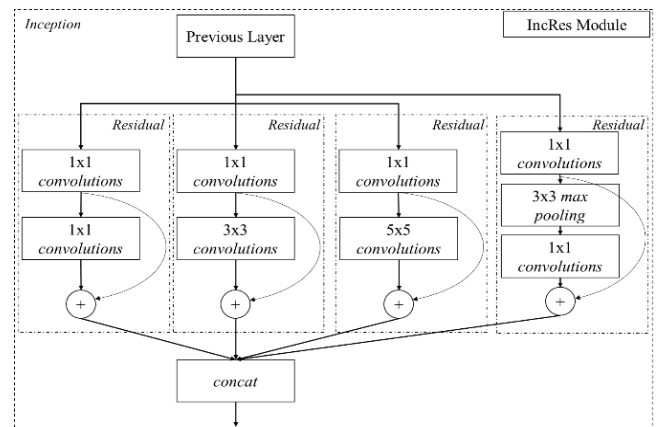 Inception
IncRes Module
Previous Layer
Residual
Residual
Residual
Residual
1x1
convolutions
1x1
convolutions
1x1
convolutions
1x1
convolutions
1x1
convolutions
3x3
convolutions
5x5
convolutions
3x3 max
pooling
1x1
convolutions
+
+
+
+
concat